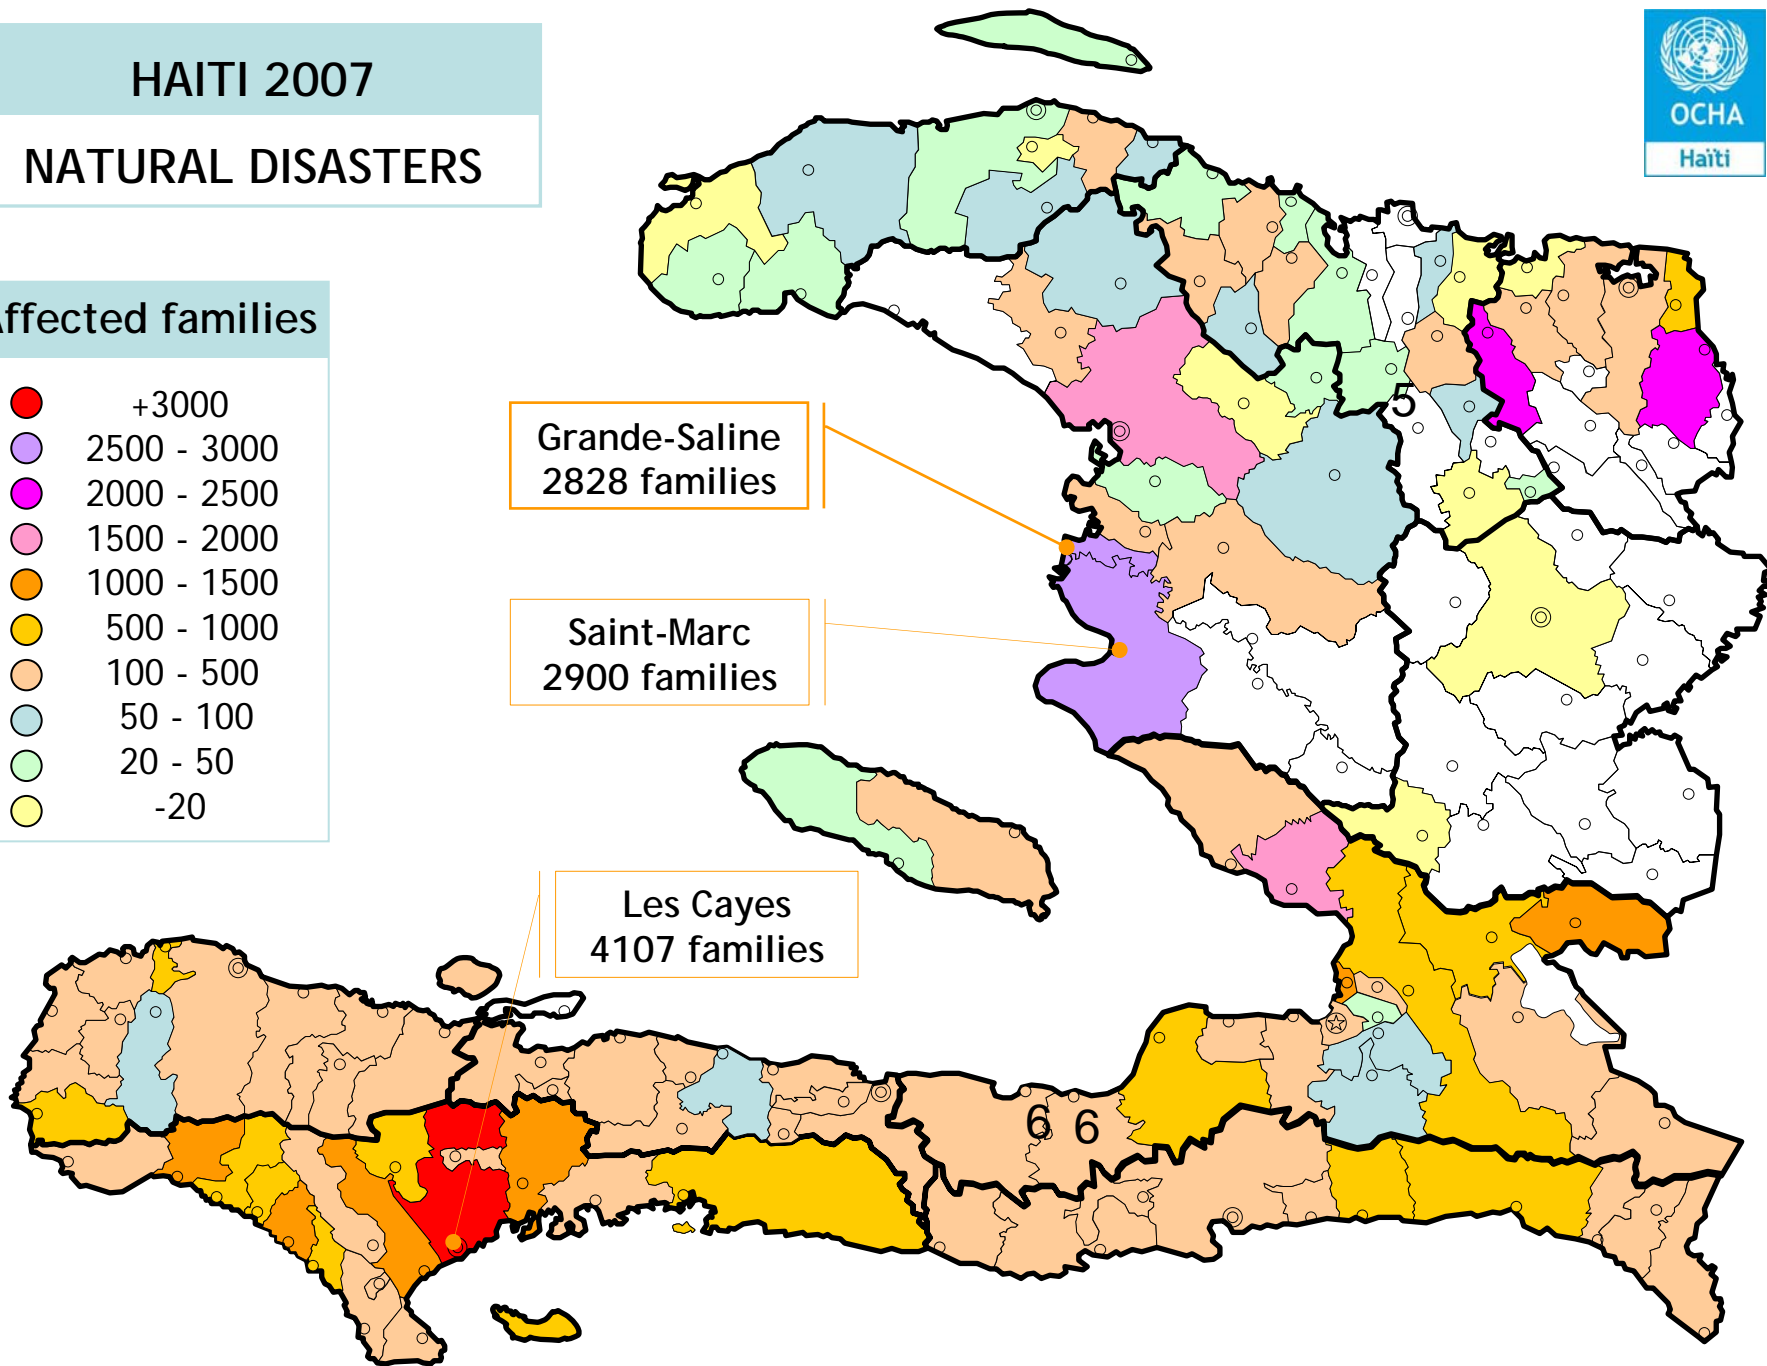 HAITI 2007
NATURAL DISASTERS
OCHA
Haïti
Affected families
+3000
2500 - 3000
2000 - 2500
1500 - 2000
1000 - 1500
500 - 1000
100 - 500
50 - 100
20 - 50
-20
Grande-Saline
2828 families
Saint-Marc
2900 families
Les Cayes
4107 families
5
6 6